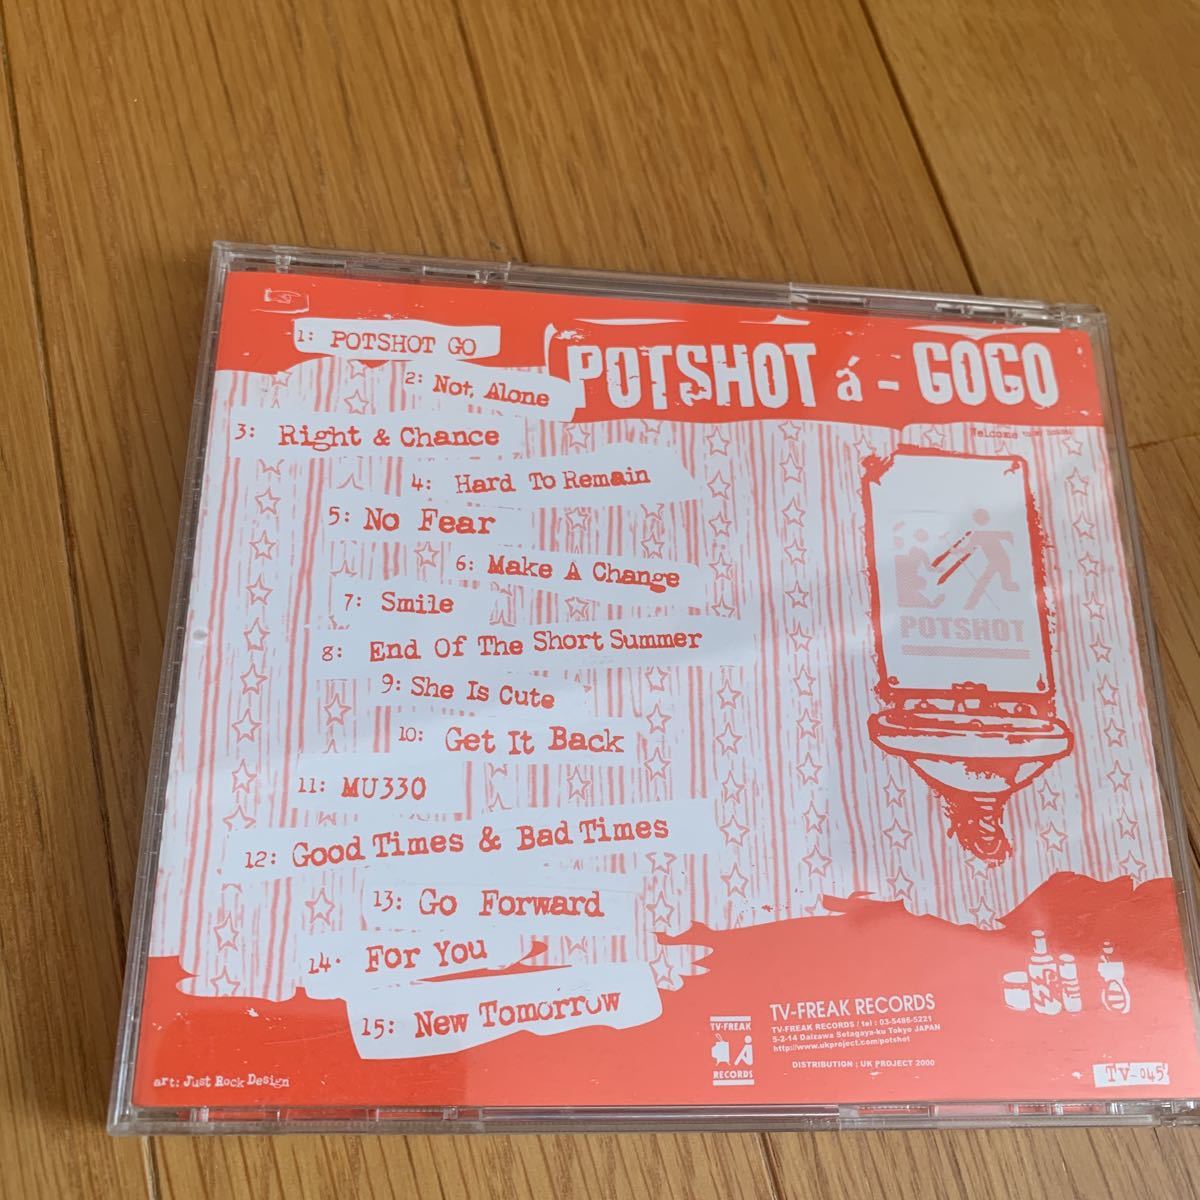 1: POTSHOT GO
2: Not Alone
3: Right & Chance
4: Hard To Remain
5: No Fear
6: Make A Change
7: Smile
8: End Of The Short Summer
9: She Is Cute
10: Get It Back
11: MU330
12: Good Times & Bad Times
13: Go Forward
14. For You
15: New Tomorrow
art: Just Rock Design
POTSHOT á-GOGO
Welcome
POTSHOT
TV-FREAK
RECORDS
TV-FREAK RECORDS
TV-FREAK RECORDS / tel : 03-5486-5221
5-2-14 Daizawa Setagaya-ku Tokyo JAPAN
http://www.ukproject.com/potshot
DISTRIBUTION : UK PROJECT 2000
TV-045